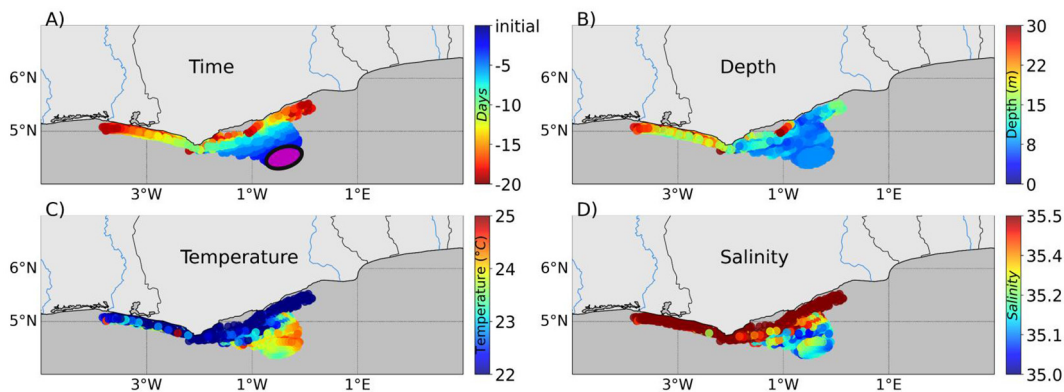 A)
Time
6°N
5°N
3°W
1°W
1°E
initial
-5
-10
-15
-20
Days
B)
Depth
6°N
5°N
3°W
1°W
1°E
30
22
15
8
0
Depth (m)
C)
Temperature
6°N
5°N
3°W
1°W
1°E
25
24
23
22
Temperature (°C)
D)
Salinity
6°N
5°N
3°W
1°W
1°E
35.5
35.2
35.1
35.0
Salinity